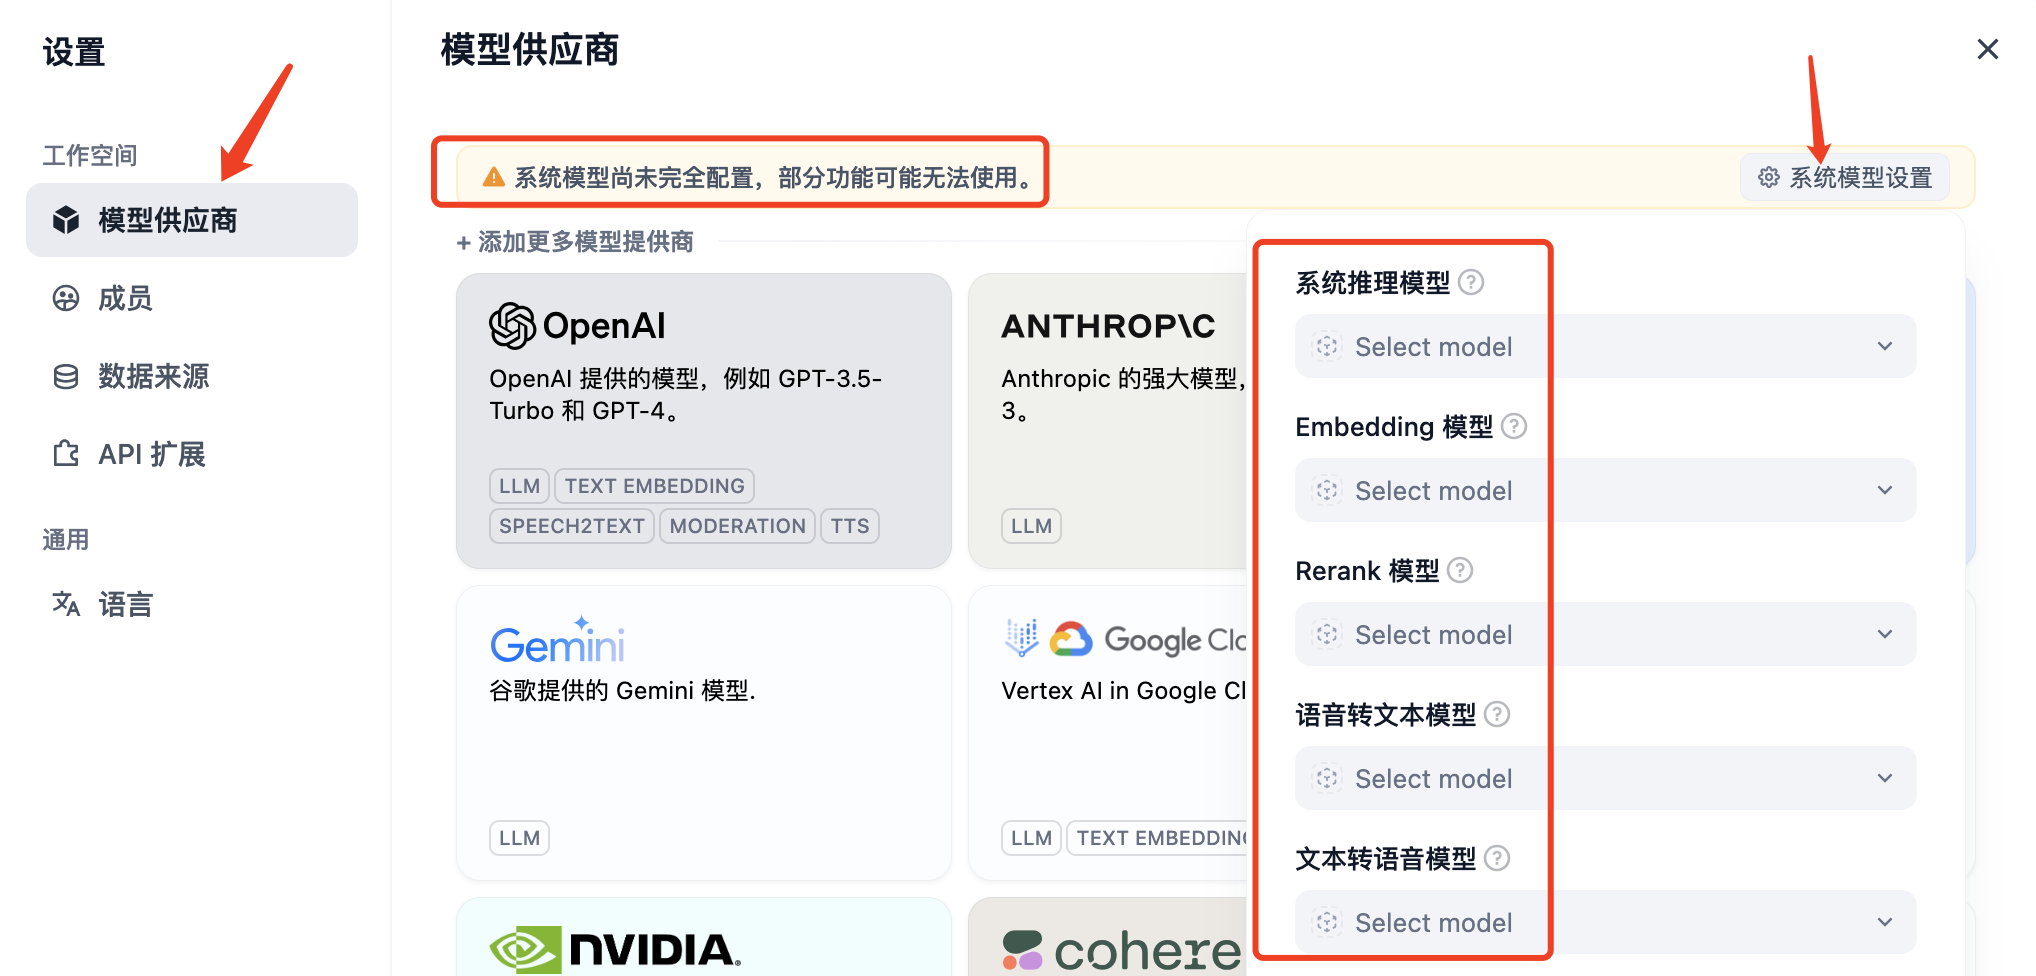 设置
工作空间
模型供应商
成员
数据来源
API 扩展
通用
语言
模型供应商
系统模型尚未完全配置，部分功能可能无法使用。
系统模型设置
+ 添加更多模型提供商
OpenAI
OpenAI 提供的模型，例如 GPT-3.5-
Turbo 和 GPT-4。
LLM
TEXT EMBEDDING
SPEECH2TEXT
MODERATION
TTS
ANTHROP\C
Anthropic 的强大模型，
3。
LLM
Gemini
谷歌提供的 Gemini 模型.
LLM
Google Clo
Vertex AI in Google Cl
LLM
TEXT EMBEDDING
NVIDIA.
cohere
系统推理模型
Select model
Embedding 模型
Select model
Rerank 模型
Select model
语音转文本模型
Select model
文本转语音模型
Select model